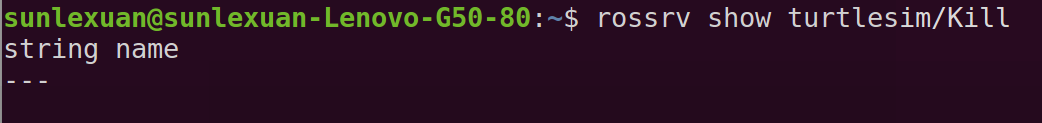 sunlexuan@sunlexuan-Lenovo-G50-80:~$ rossrv show turtlesim/Kill
string name
---